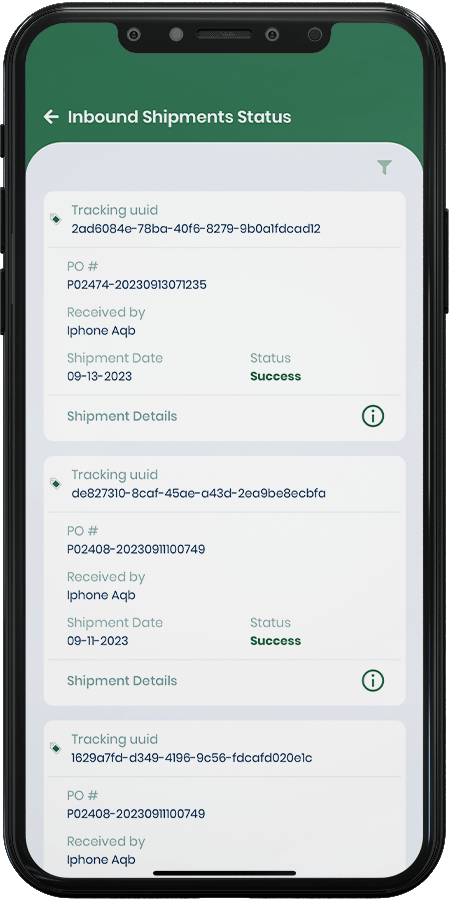 Inbound Shipments Status
Tracking uuid
2ad6084e-78ba-40f6-8279-9b0a1fdcad12
PO #
P02474-20230913071235
Received by
Iphone Aqb
Shipment Date
Status
09-13-2023
Success
Shipment Details
Tracking uuid
de827310-8caf-45ae-a43d-2ea9be8ecbfa
PO #
P02408-20230911100749
Received by
Iphone Aqb
Shipment Date
Status
09-11-2023
Success
Shipment Details
Tracking uuid
1629a7fd-d349-4196-9c56-fdcafd020e1c
PO #
P02408-20230911100749
Received by
Iphone Aqb